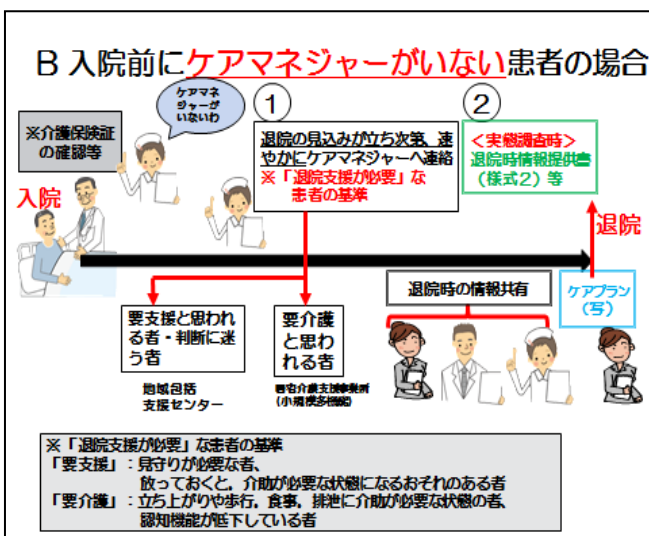 B 入院前にケアマネジャーがいない患者の場合
ケアマネ
ジャーが
いないわ
①
②
※介護保険証
の確認等
退院の見込みが立ち次第、速
やかにケアマネジャーへ連絡
※「退院支援が必要」な
患者の基準
＜実態調査時＞
退院時情報提供書
（様式2）等
入院
退院
退院時の情報共有
ケアプラン
（写）
要支援と思われ
る者・判断に迷
う者
要介護
と思わ
れる者
地域包括
支援センター
居宅介護支援事業所
(小規模多機能)
※「退院支援が必要」な患者の基準
「要支援」：見守りが必要な者、
放っておくと，介助が必要な状態になるおそれのある者
「要介護」：立ち上がりや歩行，食事，排泄に介助が必要な状態の者、
認知機能が低下している者